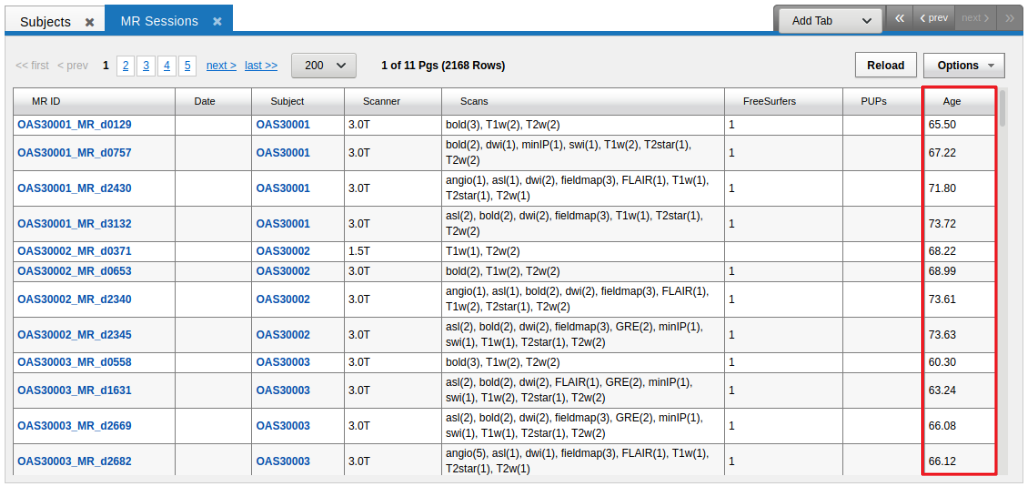 Subjects ✖ MR Sessions ✖ Add Tab « ‹ prev next › »
<< first < prev 1 2 3 4 5 next > last >> 200 1 of 11 Pgs (2168 Rows) Reload Options
MR ID Date Subject Scanner Scans FreeSurfers PUPs Age
OAS30001_MR_d0129 OAS30001 3.0T bold(3), T1w(2), T2w(2) 1 65.50
OAS30001_MR_d0757 OAS30001 3.0T bold(2), dwi(1), minIP(1), swi(1), T1w(2), T2star(1), 1 67.22
T2w(2)
OAS30001_MR_d2430 OAS30001 3.0T angio(1), asl(1), dwi(2), fieldmap(3), FLAIR(1), T1w(1), 1 71.80
T2star(1), T2w(1)
OAS30001_MR_d3132 OAS30001 3.0T asl(2), bold(2), dwi(2), fieldmap(3), T1w(1), T2star(1), 1 73.72
T2w(2)
OAS30002_MR_d0371 OAS30002 1.5T T1w(1), T2w(2) 68.22
OAS30002_MR_d0653 OAS30002 3.0T bold(2), T1w(2), T2w(2) 1 68.99
OAS30002_MR_d2340 OAS30002 3.0T angio(1), asl(1), bold(2), dwi(2), fieldmap(3), FLAIR(1), 1 73.61
T1w(2), T2star(1), T2w(2)
OAS30002_MR_d2345 OAS30002 3.0T asl(2), bold(2), dwi(2), fieldmap(3), GRE(2), minIP(1), 1 73.63
swi(1), T1w(1), T2star(1), T2w(2)
OAS30003_MR_d0558 OAS30003 3.0T bold(3), T1w(2), T2w(2) 1 60.30
OAS30003_MR_d1631 OAS30003 3.0T asl(2), bold(2), dwi(2), FLAIR(1), GRE(2), minIP(1), 1 63.24
swi(1), T1w(2), T2star(1), T2w(2)
OAS30003_MR_d2669 OAS30003 3.0T asl(2), bold(2), dwi(2), fieldmap(3), GRE(2), minIP(1), 1 66.08
swi(1), T1w(1), T2star(1), T2w(2)
OAS30003_MR_d2682 OAS30003 3.0T angio(5), asl(1), dwi(1), fieldmap(3), FLAIR(1), T1w(1), 1 66.12
T2star(1), T2w(1)